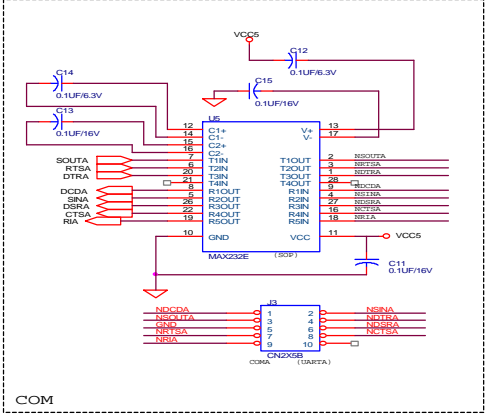 VCC5
C12
0.1UF/6.3V
C14
0.1UF/6.3V
C15
0.1UF/16V
C13
0.1UF/16V
U5
12 C1+ V+ 13
14 C1- V- 17
15 C2+
16 C2-
SOUTA 7 T1IN T1OUT 2 NSOUTA
RTSA 6 T2IN T2OUT 3 NRTSA
DTRA 20 T3IN T3OUT 1 NDTRA
21 T4IN T4OUT 28
DCDA 8 R1OUT R1IN 9 NDCDA
SINA 5 R2OUT R2IN 4 NSINA
DSRA 26 R3OUT R3IN 27 NDSRA
CTSA 22 R4OUT R4IN 16 NCTSA
RIA 19 R5OUT R5IN 18 NRIA
10 GND VCC 11 VCC5
MAX232E (SOP)
C11
0.1UF/16V
J3
NDCDA 1 2 NSINA
NSOUTA 3 4 NDTRA
GND 5 6 NDSRA
NRTSA 7 8 NCTSA
NRIA 9 10
CN2X5B
COMA (UARTA)
COM